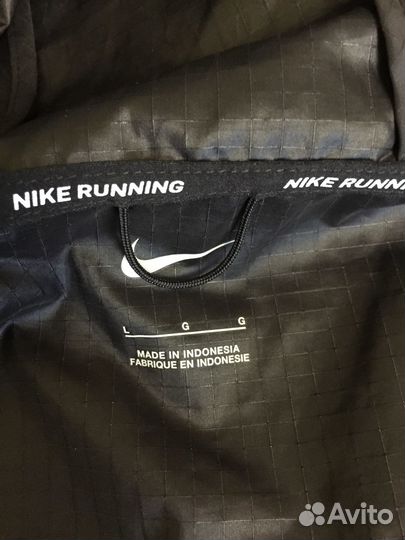 NIKE RUNNING NIKE RUNNING
L G G
MADE IN INDONESIA
FABRIQUE EN INDONESIE
Avito